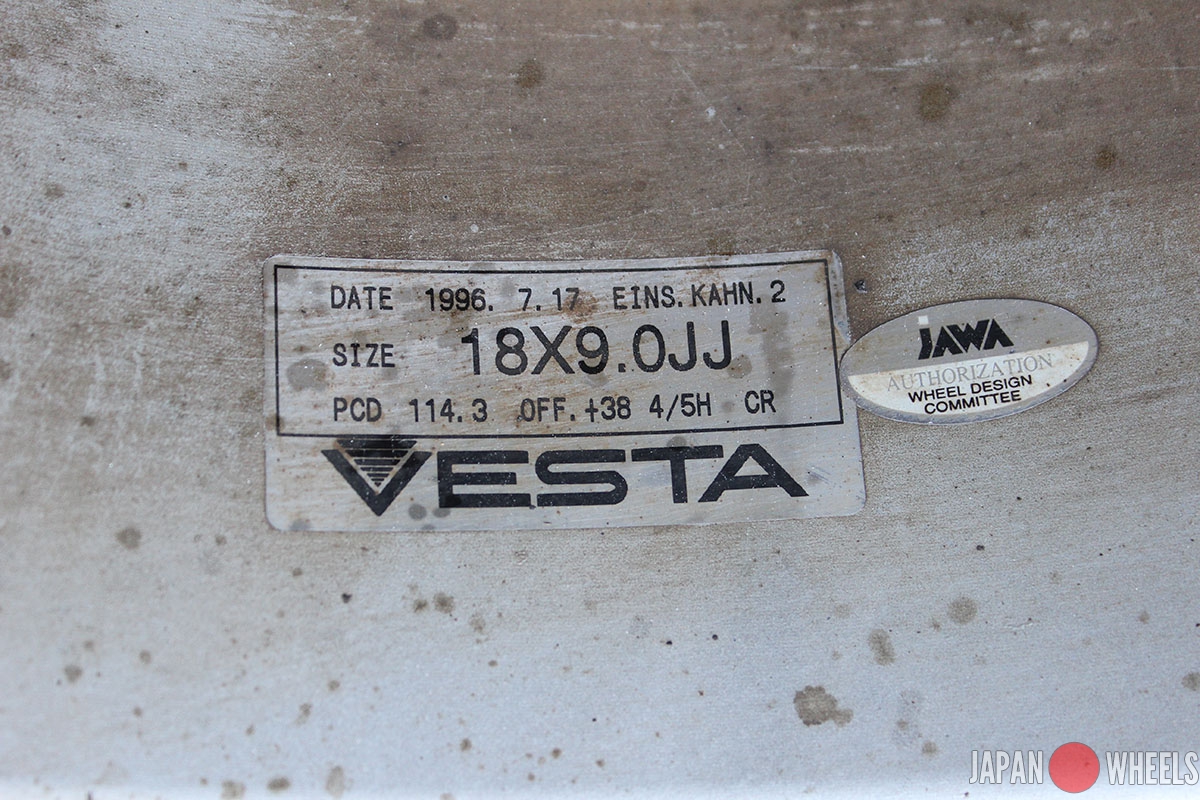 DATE 1996. 7.17 EINS.KAHN.2
SIZE 18X9.0JJ
PCD 114.3 OFF.+38 4/5H CR
VESTA
JAWA
AUTHORIZATION
WHEEL DESIGN
COMMITTEE
JAPAN WHEELS